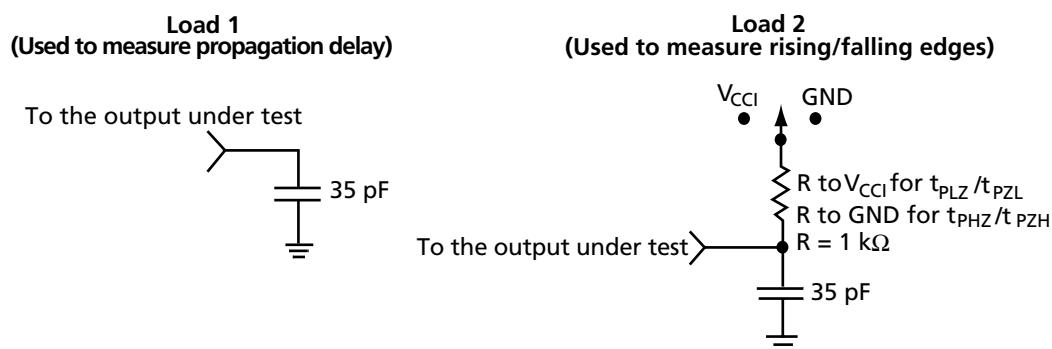 Load 1
(Used to measure propagation delay)
To the output under test
35 pF
Load 2
(Used to measure rising/falling edges)
VCCI
GND
R to VCCI for tPLZ /tPZL
R to GND for tPHZ/tPZH
R = 1 kΩ
To the output under test
35 pF